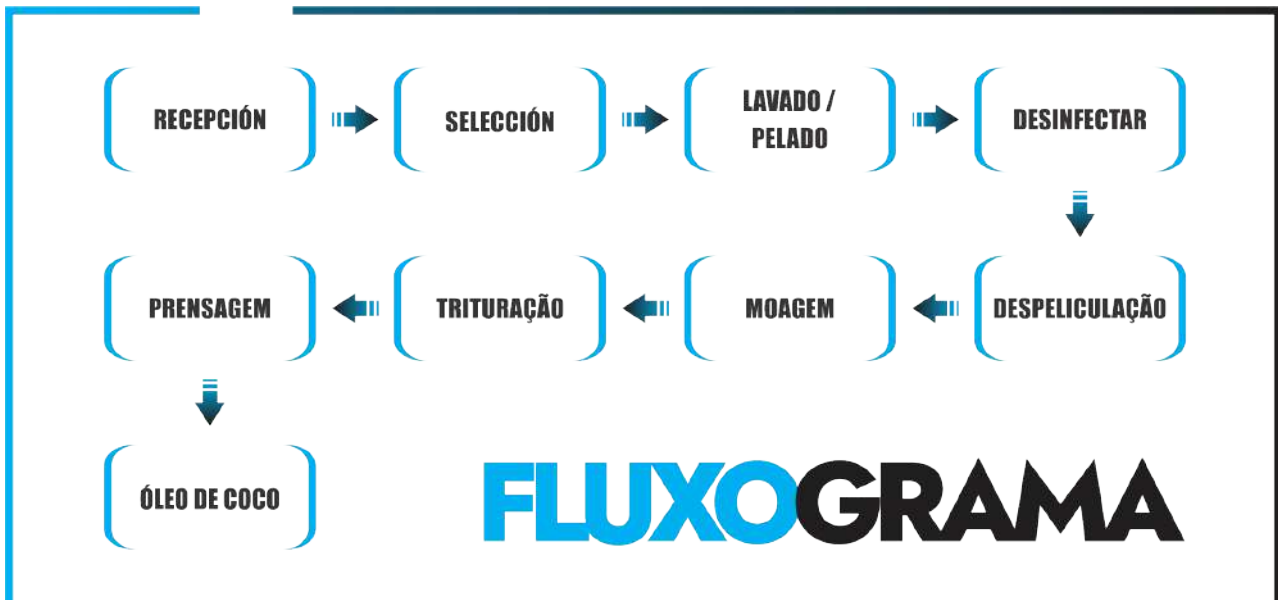 RECEPCIÓN
SELECCIÓN
LAVADO /
PELADO
DESINFECTAR
DESPELICULAÇÃO
MOAGEM
TRITURAÇÃO
PRENSAGEM
ÓLEO DE COCO
FLUXOGRAMA